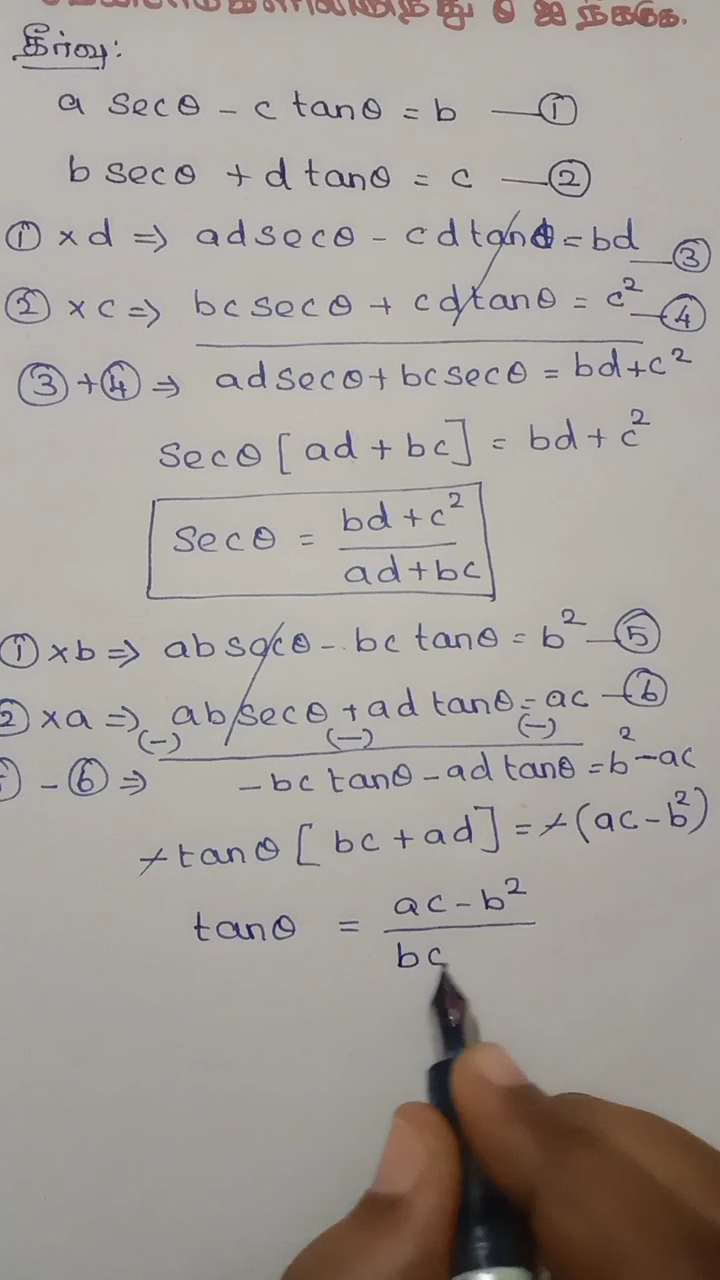 து θ ஐ நீக்குக.
தீர்வு:
a secθ - c tanθ = b —①
b secθ + d tanθ = c —②
① × d ⇒ ad secθ - cd tanθ = bd —③
② × c ⇒ bc secθ + cd tanθ = c² —④
③ + ④ ⇒ ad secθ + bc secθ = bd + c²
secθ [ad + bc] = bd + c²
secθ = (bd + c²)/(ad + bc)
① × b ⇒ ab secθ - bc tanθ = b² —⑤
② × a ⇒ ab secθ + ad tanθ = ac —⑥
(-) (-) (-)
- ⑥ ⇒ -bc tanθ - ad tanθ = b² - ac
- tanθ [bc + ad] = - (ac - b²)
tanθ = (ac - b²)/bc